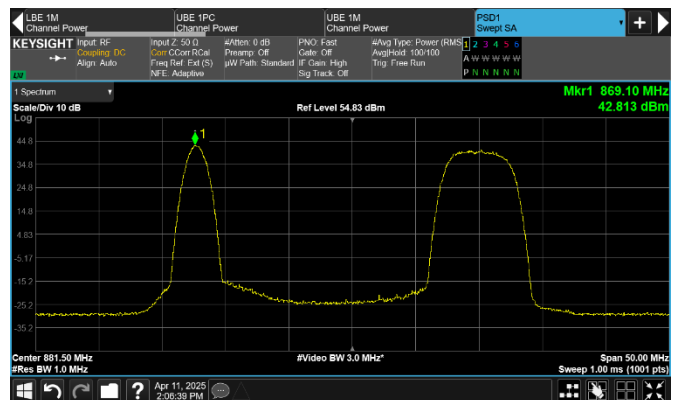 LBE 1M
Channel Power
UBE 1PC
Channel Power
UBE 1M
Channel Power
PSD1
Swept SA
KEYSIGHT
Input: RF
Coupling: DC
Align: Auto
Input Z: 50 Ω
Corr CCorr RCal
Freq Ref: Ext (S)
NFE: Adaptive
#Atten: 0 dB
Preamp: Off
µW Path: Standard
PNO: Fast
Gate: Off
IF Gain: High
Sig Track: Off
#Avg Type: Power (RMS)
Avg|Hold: 100/100
Trig: Free Run
1 2 3 4 5 6
A W W W W W
P N N N N N
LXI
1 Spectrum
Mkr1 869.10 MHz
Scale/Div 10 dB
Ref Level 54.83 dBm
42.813 dBm
Log
1
44.8
34.8
24.8
14.8
4.83
-5.17
-15.2
-25.2
-35.2
Center 881.50 MHz
#Video BW 3.0 MHz*
Span 50.00 MHz
#Res BW 1.0 MHz
Sweep 1.00 ms (1001 pts)
?
Apr 11, 2025
2:06:39 PM